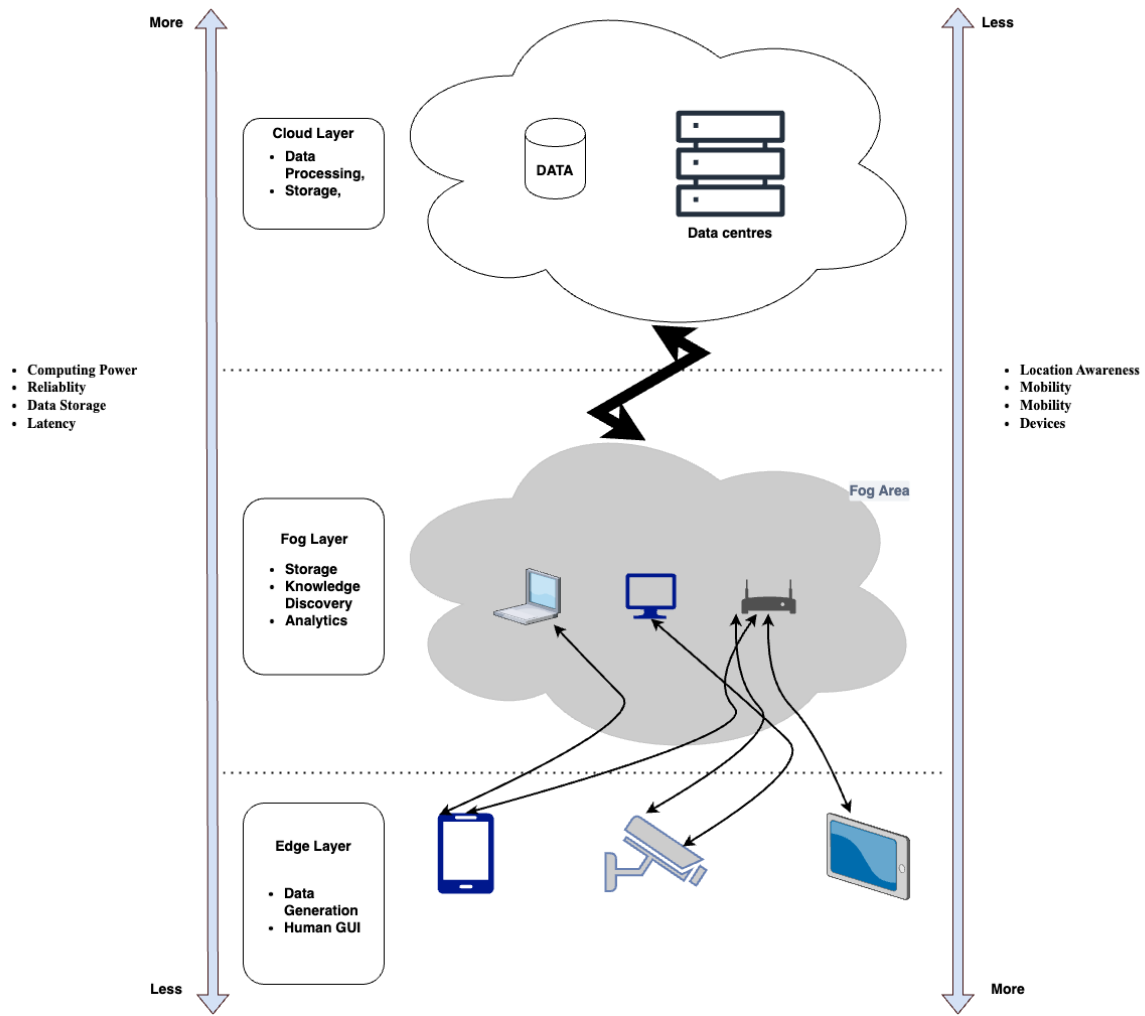 More
Less
Cloud Layer
• Data
Processing,
• Storage,
DATA
Data centres
• Computing Power
• Reliablity
• Data Storage
• Latency
• Location Awareness
• Mobility
• Mobility
• Devices
Fog Area
Fog Layer
• Storage
• Knowledge
Discovery
• Analytics
Edge Layer
• Data
Generation
• Human GUI
Less
More